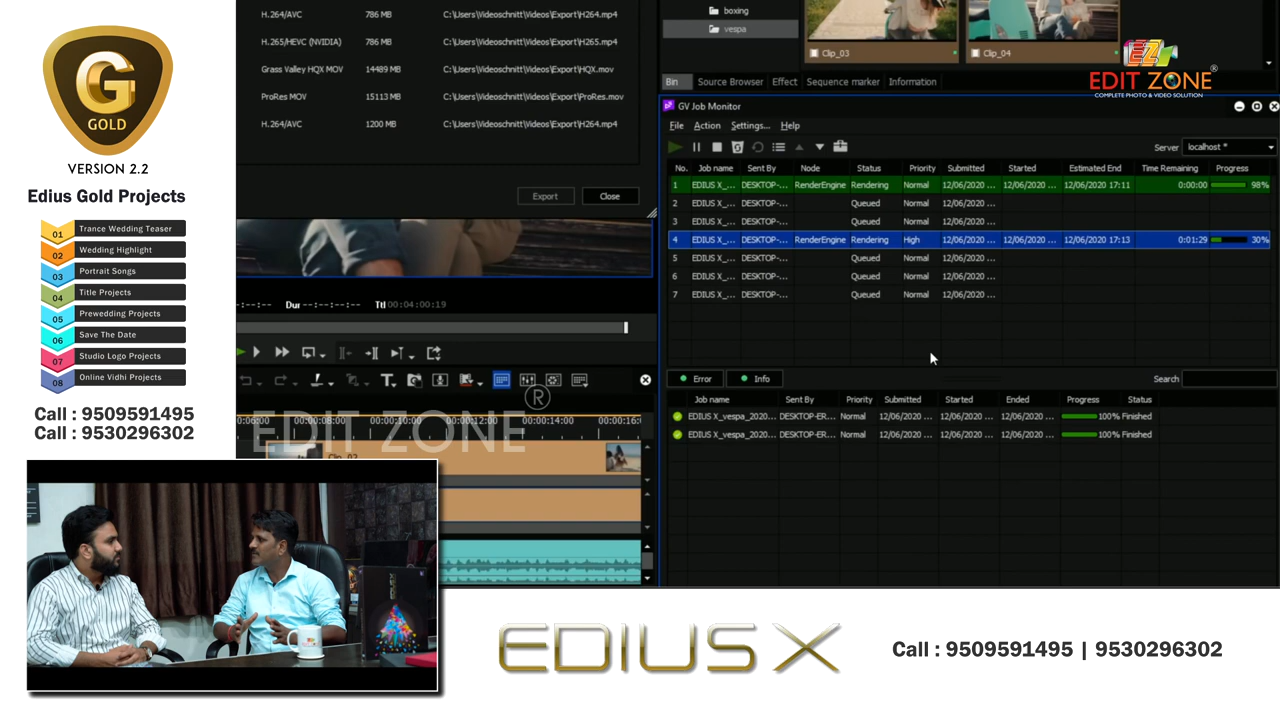 G
GOLD
VERSION 2.2
Edius Gold Projects
01 Trance Wedding Teaser
02 Wedding Highlight
03 Portrait Songs
04 Title Projects
05 Prewedding Projects
06 Save The Date
07 Studio Logo Projects
08 Online Vidhi Projects
Call : 9509591495
Call : 9530296302
H.264/AVC 786 MB C:\Users\Videoschnitt\Videos\Export\H264.mp4
H.265/HEVC (NVIDIA) 786 MB C:\Users\Videoschnitt\Videos\Export\H265.mp4
Grass Valley HQX MOV 14489 MB C:\Users\Videoschnitt\Videos\Export\HQX.mov
ProRes MOV 15113 MB C:\Users\Videoschnitt\Videos\Export\ProRes.mov
H.264/AVC 1200 MB C:\Users\Videoschnitt\Videos\Export\H264.mp4
Export Close
boxing
vespa
Clip_03 Clip_04
EZ
EDIT ZONE ®
COMPLETE PHOTO & VIDEO SOLUTION
Bin Source Browser Effect Sequence marker Information
GV Job Monitor
File Action Settings... Help
Server localhost *
No. Job name Sent By Node Status Priority Submitted Started Estimated End Time Remaining Progress
1 EDIUS X_... DESKTOP-... RenderEngine Rendering Normal 12/06/2020 ... 12/06/2020 ... 12/06/2020 17:11 0:00:00 98%
2 EDIUS X_... DESKTOP-... Queued Normal 12/06/2020 ...
3 EDIUS X_... DESKTOP-... Queued Normal 12/06/2020 ...
4 EDIUS X_... DESKTOP-... RenderEngine Rendering High 12/06/2020 ... 12/06/2020 ... 12/06/2020 17:13 0:01:29 30%
5 EDIUS X_... DESKTOP-... Queued Normal 12/06/2020 ...
6 EDIUS X_... DESKTOP-... Queued Normal 12/06/2020 ...
7 EDIUS X_... DESKTOP-... Queued Normal 12/06/2020 ...
Error Info Search
Job name Sent By Priority Submitted Started Ended Progress Status
EDIUS X_vespa_2020... DESKTOP-ER... Normal 12/06/2020 ... 12/06/2020 ... 12/06/2020 ... 100% Finished
EDIUS X_vespa_2020... DESKTOP-ER... Normal 12/06/2020 ... 12/06/2020 ... 12/06/2020 ... 100% Finished
--:--:-- Dur --:--:--:-- Ttl 00:04:00:19
0:06:00 00:00:08:00 00:00:10:00 00:00:12:00 00:00:14:00 00:00:16:
EDIT ZONE ®
Clip_02
EDIUS X
EDIUS X
Call : 9509591495 | 9530296302